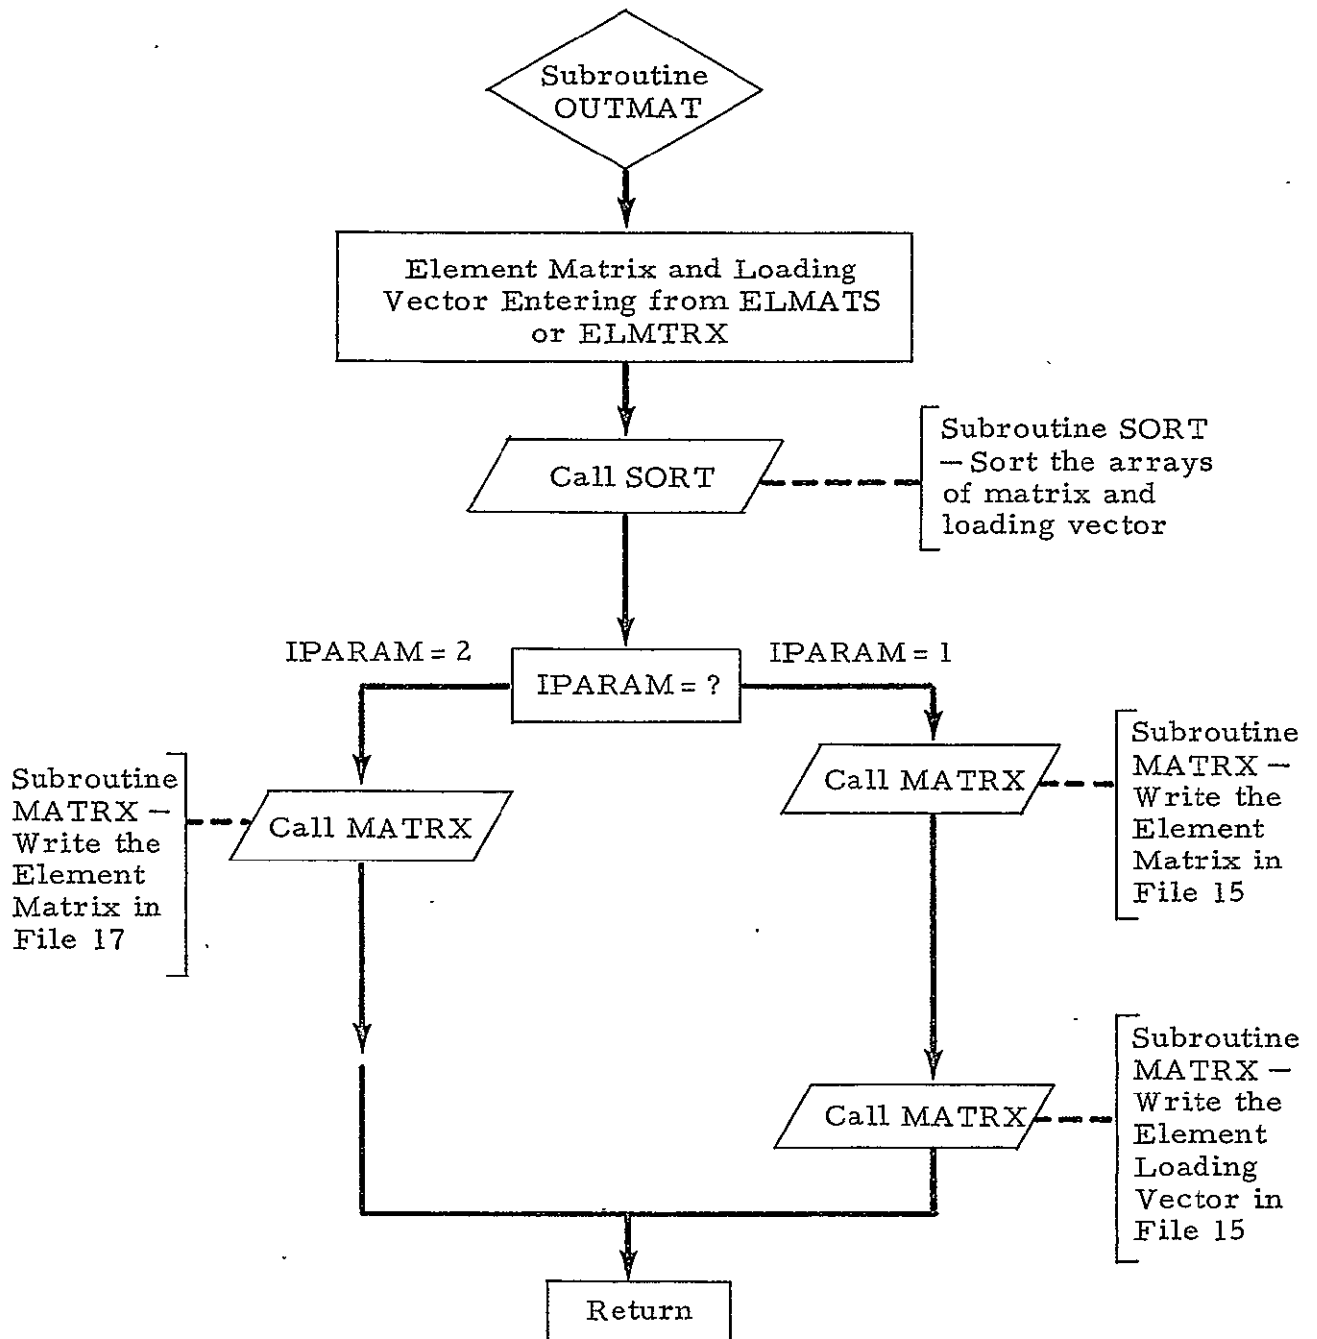 Subroutine
OUTMAT
Element Matrix and Loading
Vector Entering from ELMATS
or ELMTRX
Call SORT
Subroutine SORT
— Sort the arrays
of matrix and
loading vector
IPARAM = 2
IPARAM = ?
IPARAM = 1
Subroutine
MATRX —
Write the
Element
Matrix in
File 17
Call MATRX
Call MATRX
Subroutine
MATRX —
Write the
Element
Matrix in
File 15
Call MATRX
Subroutine
MATRX —
Write the
Element
Loading
Vector in
File 15
Return